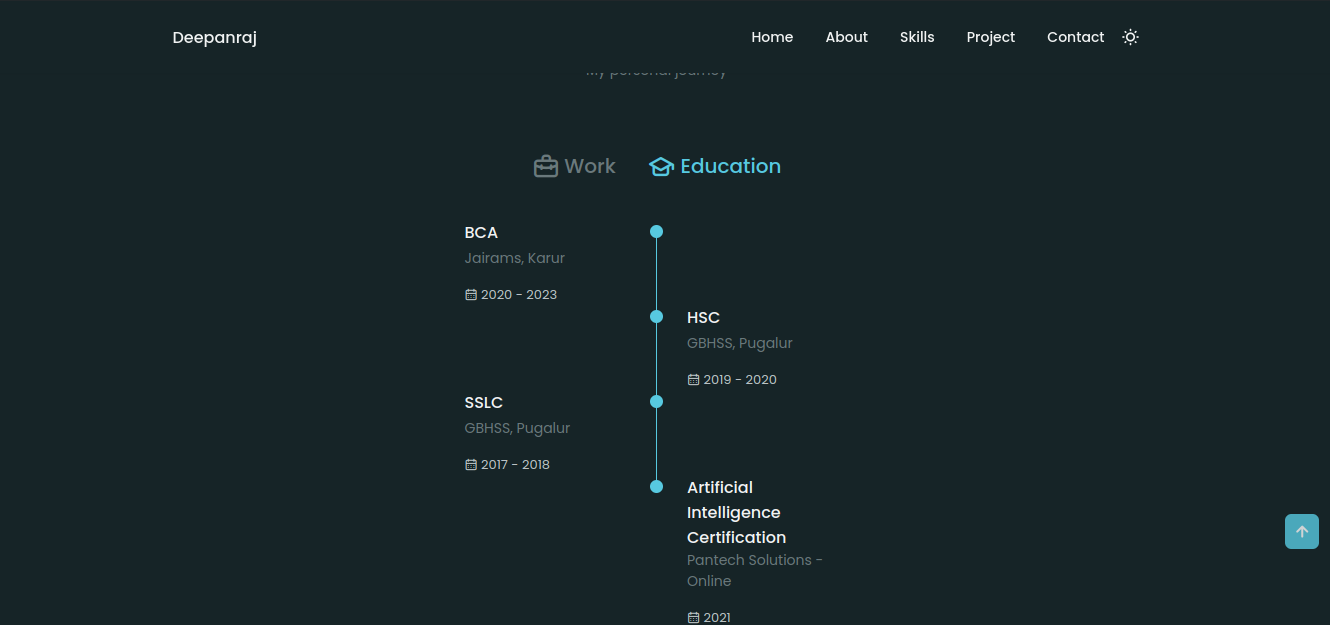 Deepanraj
Home About Skills Project Contact
My personal journey
Work Education
BCA
Jairams, Karur
2020 - 2023
HSC
GBHSS, Pugalur
2019 - 2020
SSLC
GBHSS, Pugalur
2017 - 2018
Artificial
Intelligence
Certification
Pantech Solutions -
Online
2021